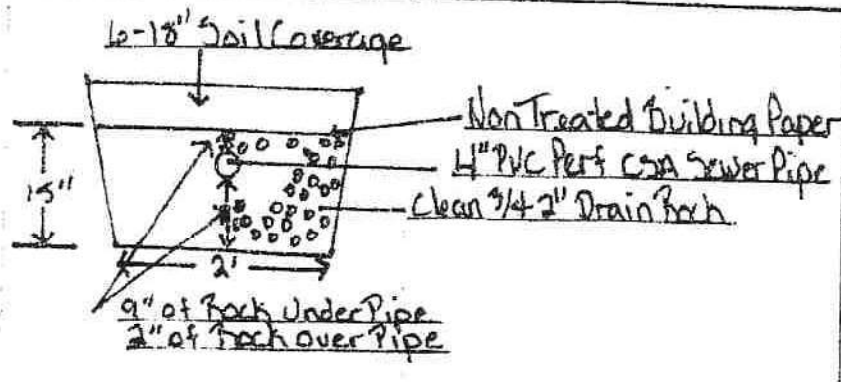 6-18" Soil Coverage
Non Treated Building Paper
4" PVC Perf CSA Sewer Pipe
15"
Clean 3/4 2" Drain Rock
2'
9" of Rock Under Pipe
2" of Rock Over Pipe